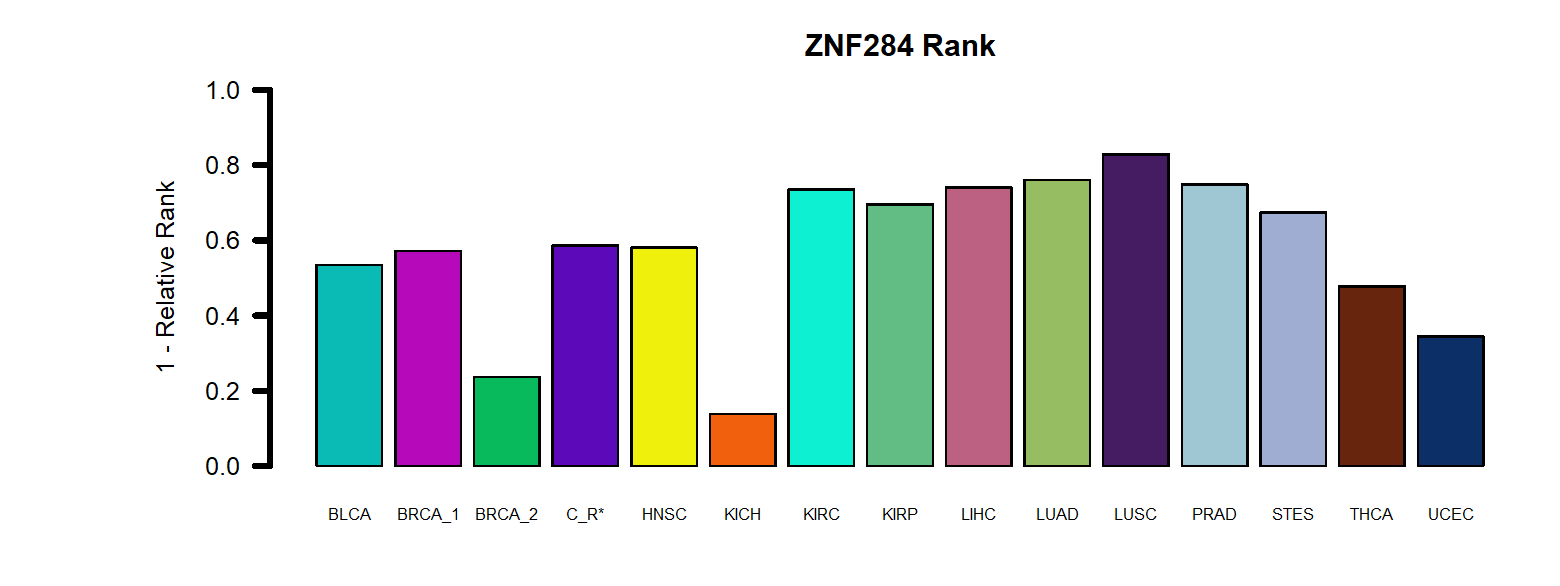 ZNF284 Rank
1 - Relative Rank
1.0
0.8
0.6
0.4
0.2
0.0
BLCA BRCA_1 BRCA_2 C_R* HNSC KICH KIRC KIRP LIHC LUAD LUSC PRAD STES THCA UCEC